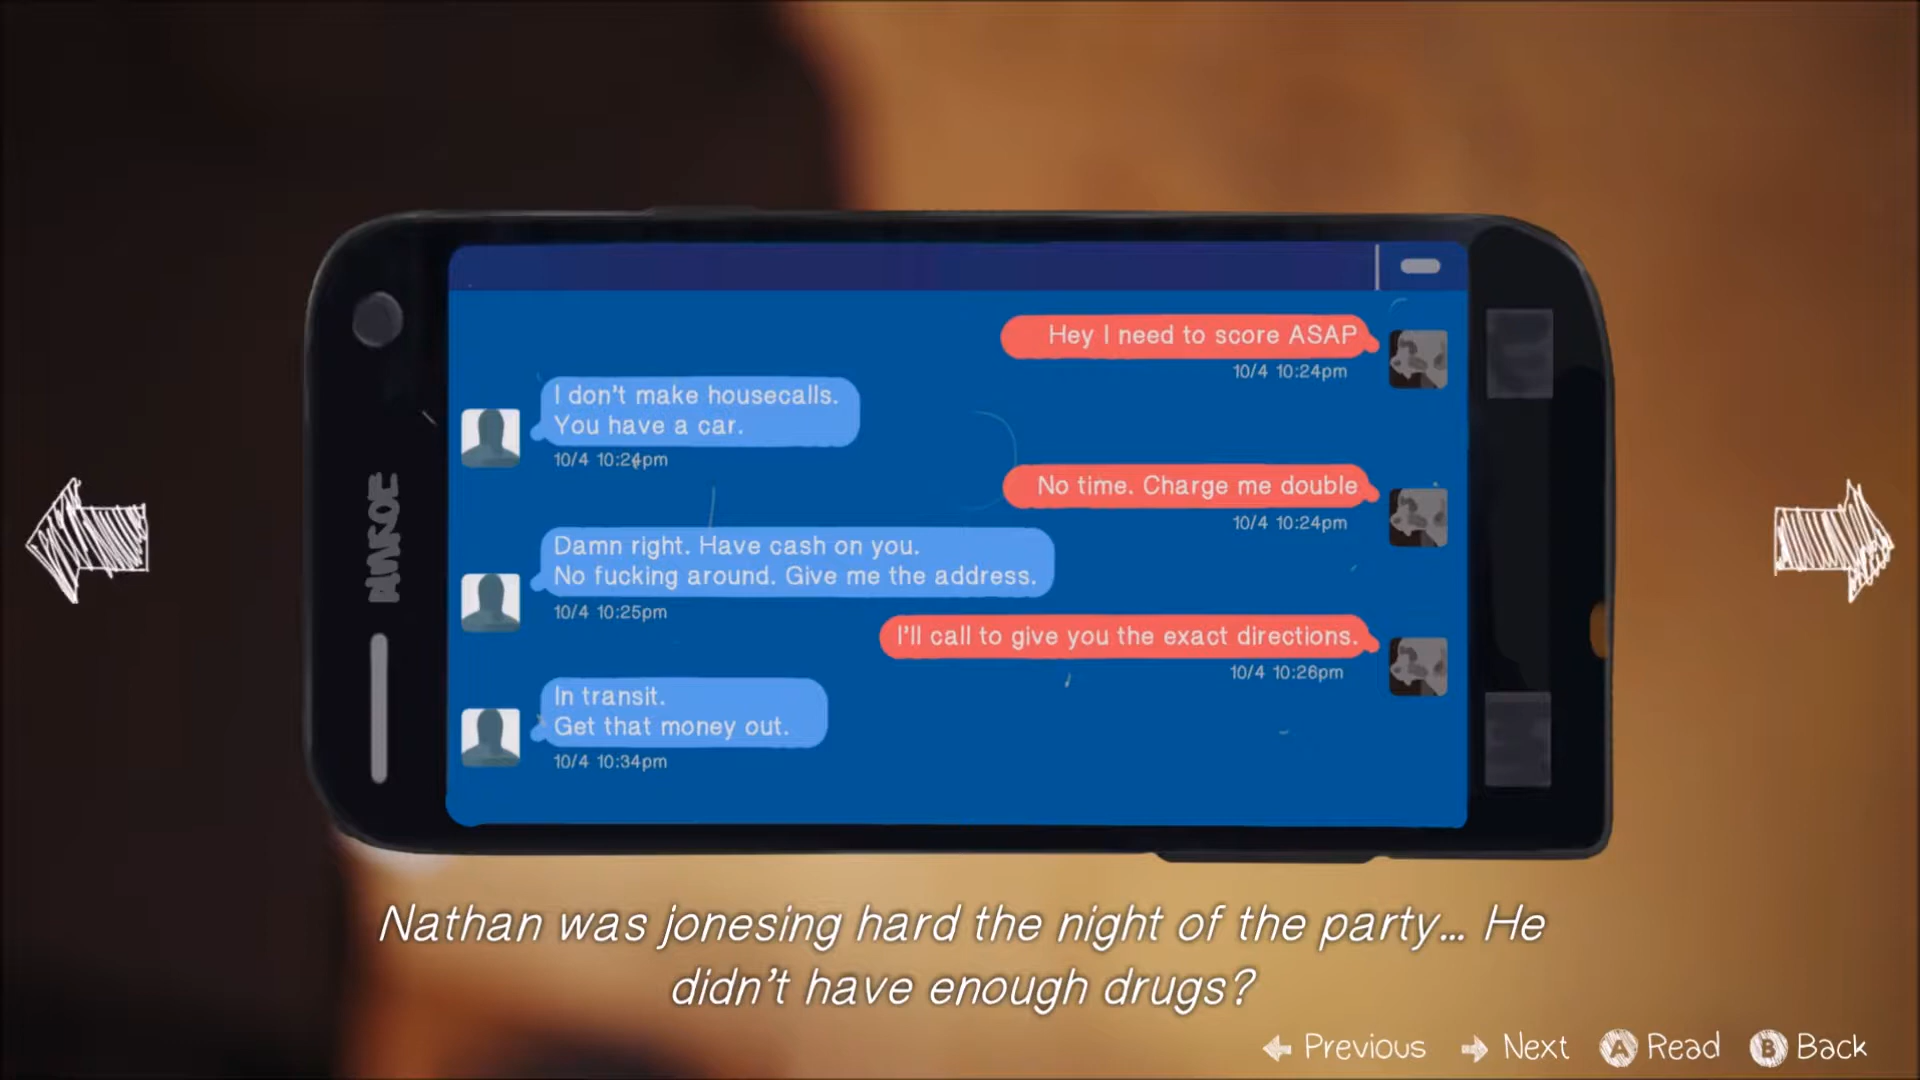 Hey I need to score ASAP
10/4 10:24pm
I don't make housecalls.
You have a car.
10/4 10:24pm
No time. Charge me double
10/4 10:24pm
Damn right. Have cash on you.
No fucking around. Give me the address.
10/4 10:25pm
I'll call to give you the exact directions.
10/4 10:26pm
In transit.
Get that money out.
10/4 10:34pm
Nathan was jonesing hard the night of the party... He
didn't have enough drugs?
Previous
Next
A Read
B Back